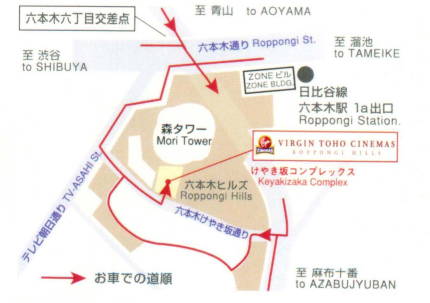 六本木六丁目交差点
至 青山 to AOYAMA
至 渋谷
to SHIBUYA
六本木通り Roppongi St.
至 溜池
to TAMEIKE
ZONE ビル
ZONE BLDG.
日比谷線
六本木駅 1a出口
Roppongi Station.
森タワー
Mori Tower
VIRGIN TOHO CINEMAS
ROPPONGI HILLS
けやき坂コンプレックス
Keyakizaka Complex
六本木ヒルズ
Roppongi Hills
テレビ朝日通り TV-ASAHI St.
六本木けやき坂通り
お車での道順
至 麻布十番
to AZABUJYUBAN